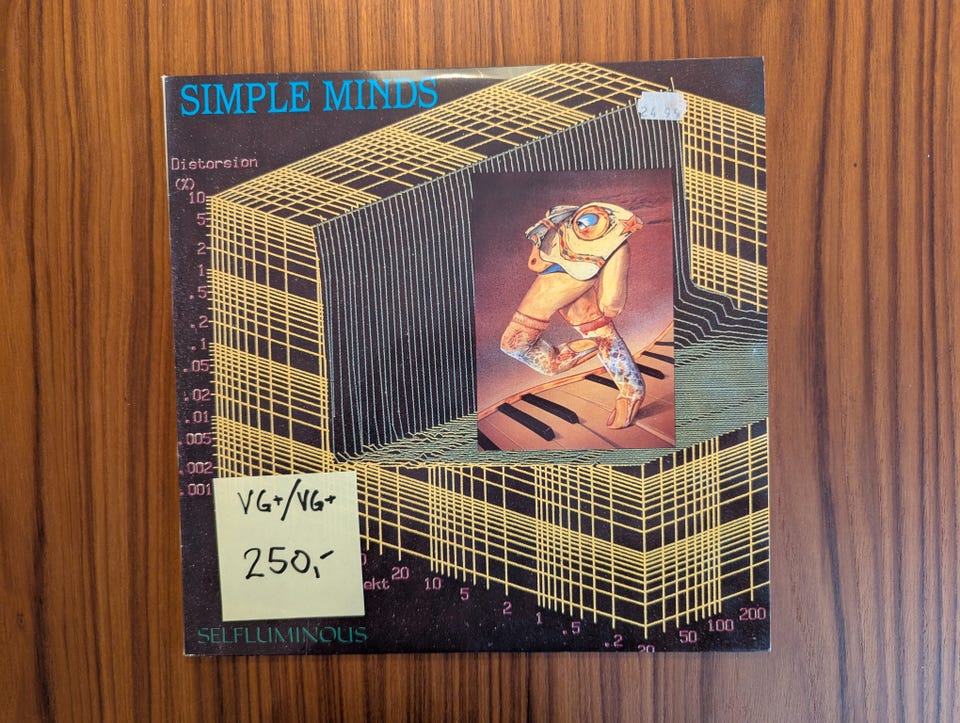 SIMPLE MINDS
24.95
Distorsion
(%)
10
5
2
1
.5
.2
.1
.05
.02
.01
.005
.002
.001
VG+/VG+
250,-
ekt 20 10 5 2 1 .5 .2
20 50 100 200
SELFLUMINOUS